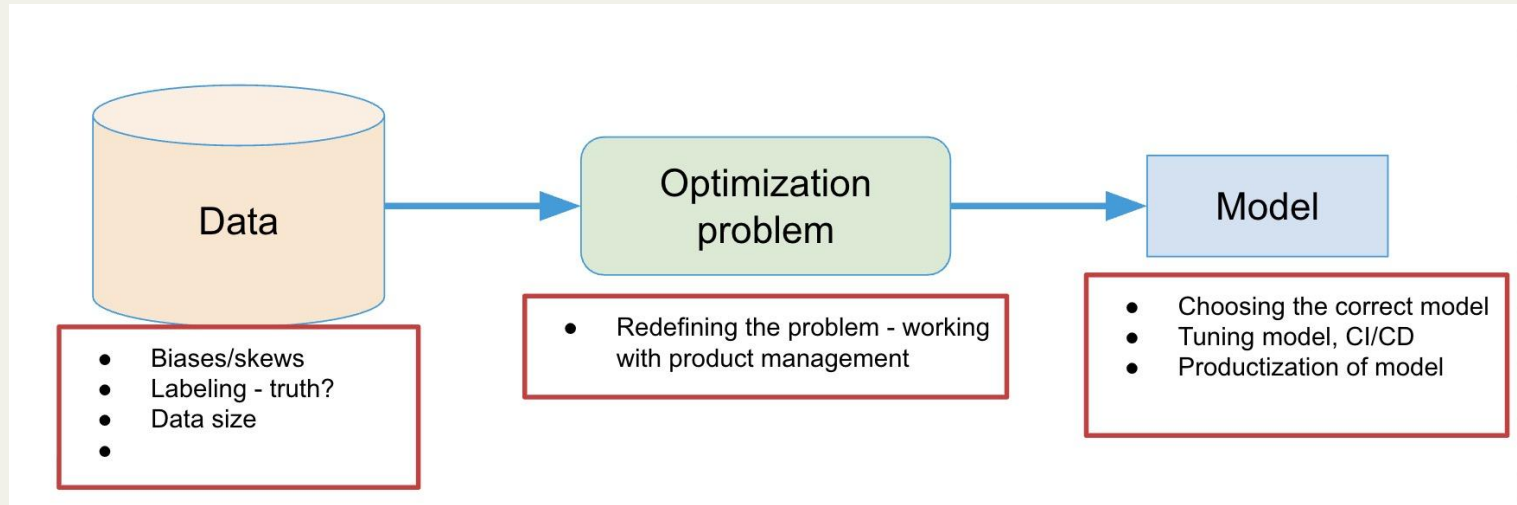 Data
Optimization
problem
Model
● Biases/skews
● Labeling - truth?
● Data size
●
● Redefining the problem - working
with product management
● Choosing the correct model
● Tuning model, CI/CD
● Productization of model